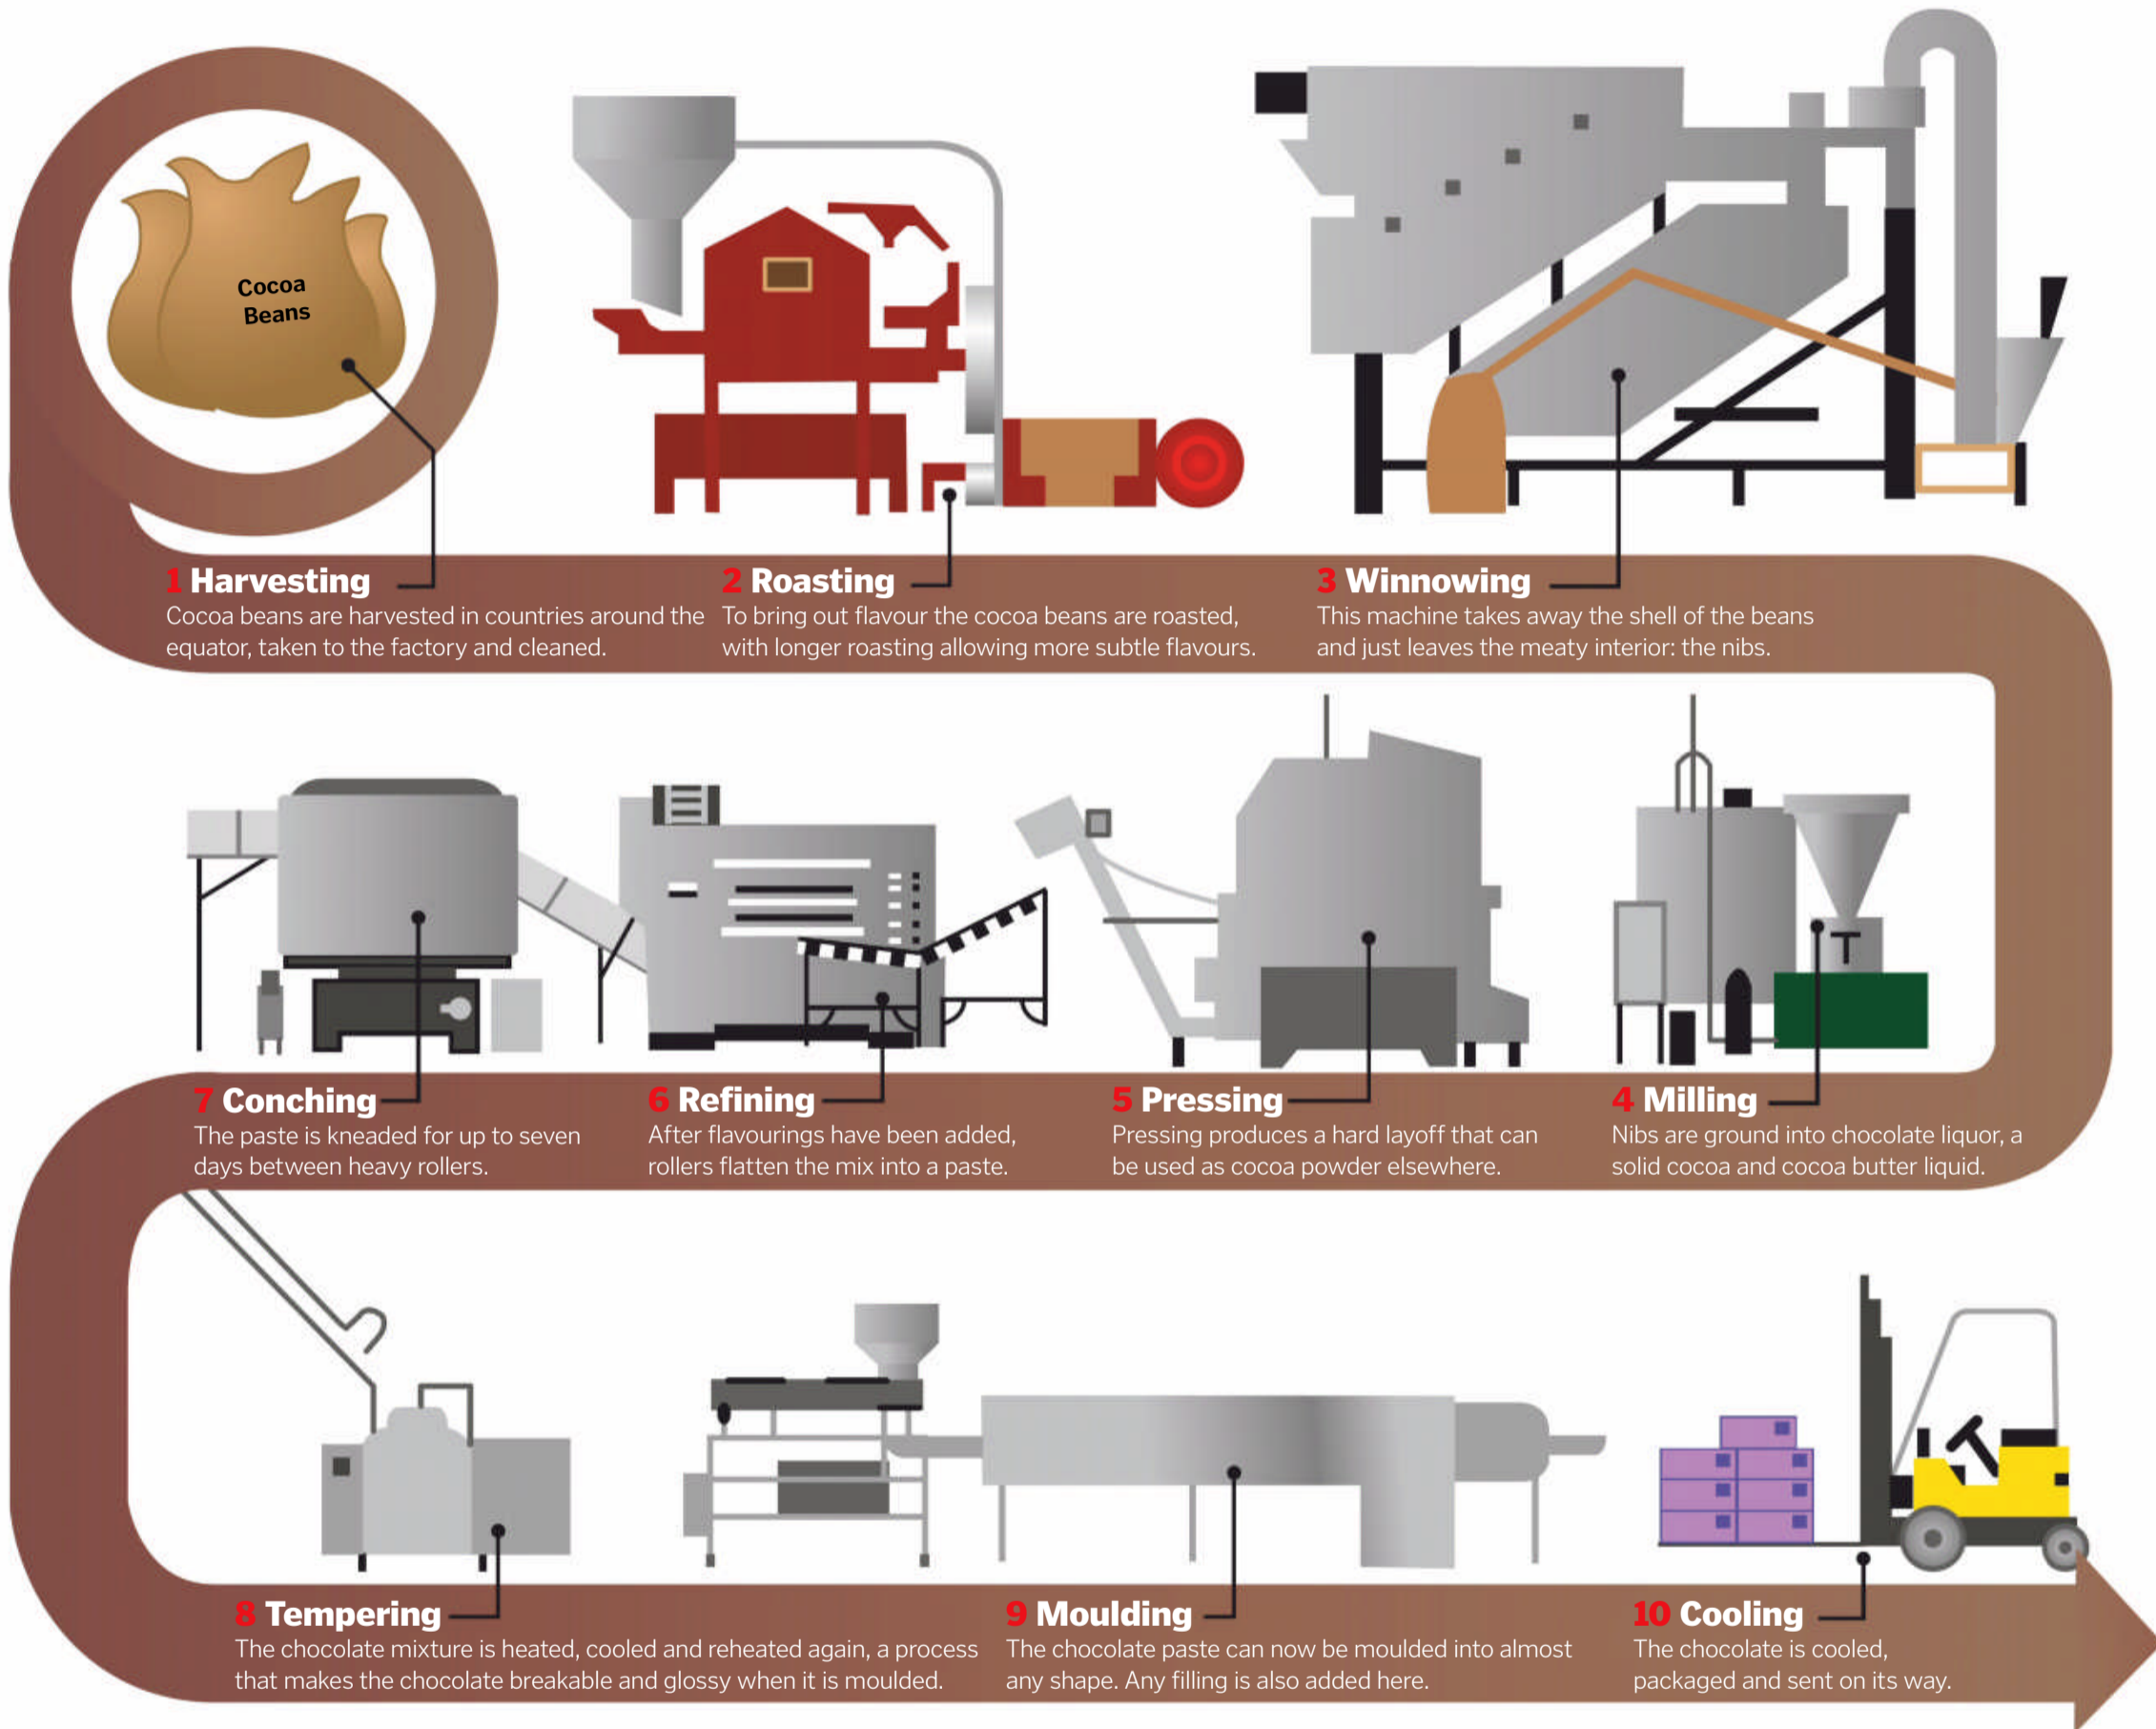 Cocoa
Beans
1 Harvesting
Cocoa beans are harvested in countries around the
equator, taken to the factory and cleaned.
2 Roasting
To bring out flavour the cocoa beans are roasted,
with longer roasting allowing more subtle flavours.
3 Winnowing
This machine takes away the shell of the beans
and just leaves the meaty interior: the nibs.
4 Milling
Nibs are ground into chocolate liquor, a
solid cocoa and cocoa butter liquid.
5 Pressing
Pressing produces a hard layoff that can
be used as cocoa powder elsewhere.
6 Refining
After flavourings have been added,
rollers flatten the mix into a paste.
7 Conching
The paste is kneaded for up to seven
days between heavy rollers.
8 Tempering
The chocolate mixture is heated, cooled and reheated again, a process
that makes the chocolate breakable and glossy when it is moulded.
9 Moulding
The chocolate paste can now be moulded into almost
any shape. Any filling is also added here.
10 Cooling
The chocolate is cooled,
packaged and sent on its way.